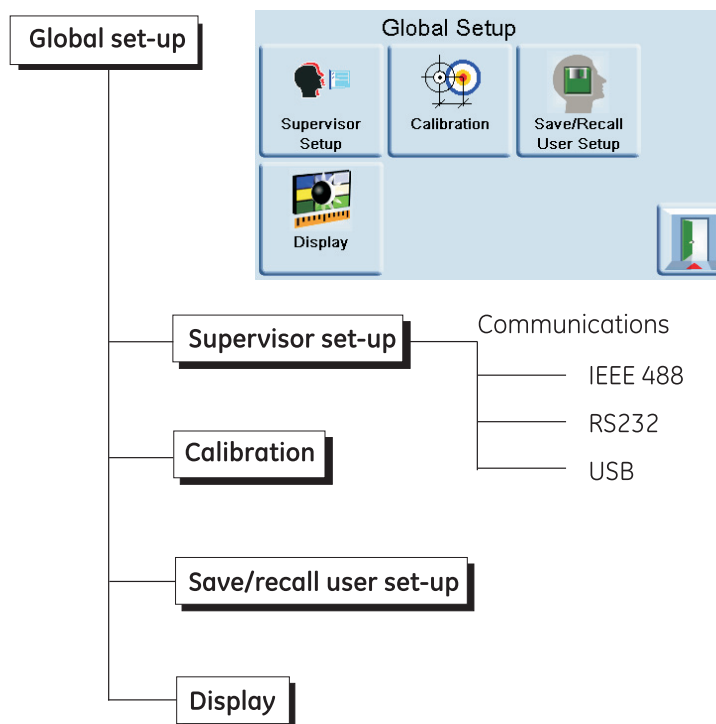 Global set-up
Global Setup
Supervisor
Setup
Calibration
Save/Recall
User Setup
Display
Supervisor set-up
Communications
IEEE 488
RS232
USB
Calibration
Save/recall user set-up
Display